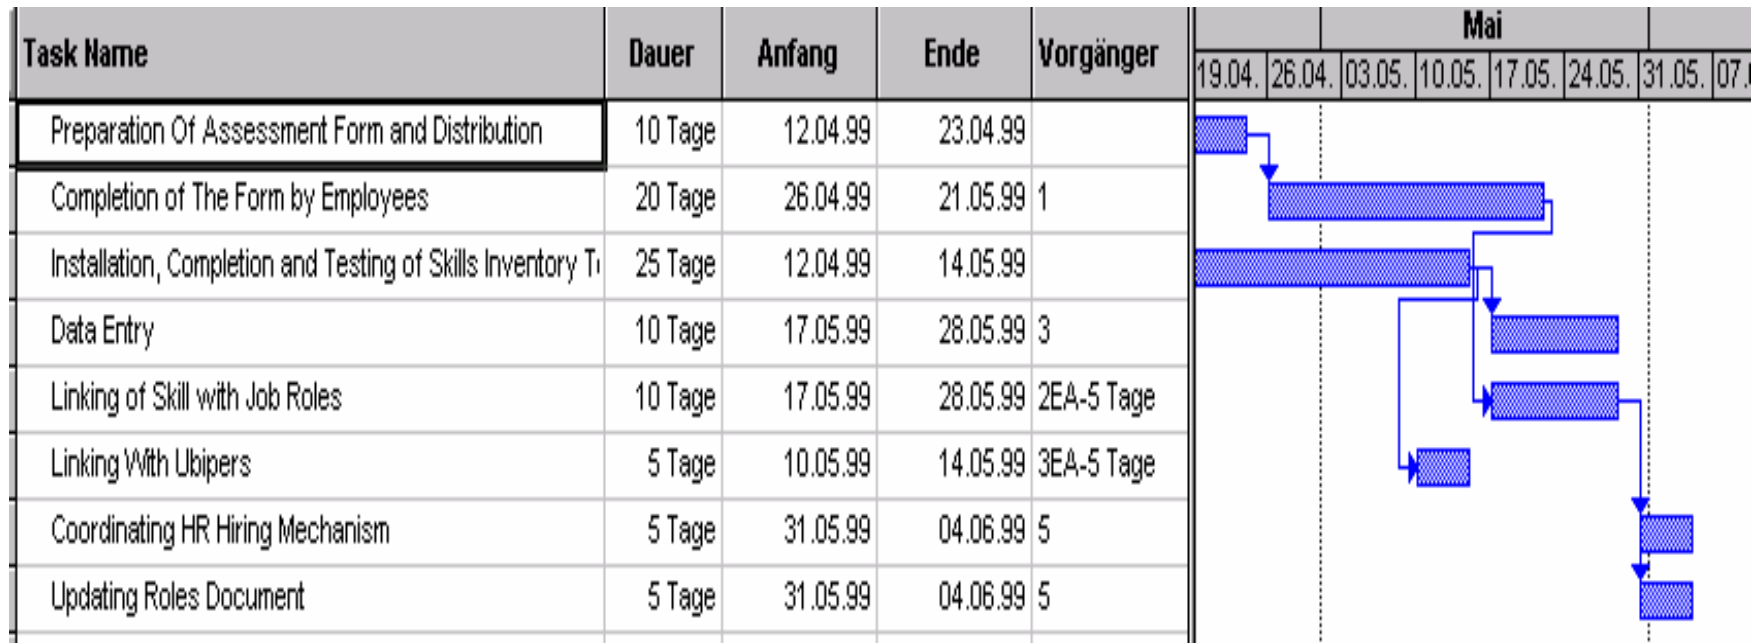 Task Name Dauer Anfang Ende Vorgänger Mai
19.04. 26.04. 03.05. 10.05. 17.05. 24.05. 31.05. 07.
Preparation Of Assessment Form and Distribution 10 Tage 12.04.99 23.04.99
Completion of The Form by Employees 20 Tage 26.04.99 21.05.99 1
Installation, Completion and Testing of Skills Inventory 25 Tage 12.04.99 14.05.99
Data Entry 10 Tage 17.05.99 28.05.99 3
Linking of Skill with Job Roles 10 Tage 17.05.99 28.05.99 2EA-5 Tage
Linking With Ubipers 5 Tage 10.05.99 14.05.99 3EA-5 Tage
Coordinating HR Hiring Mechanism 5 Tage 31.05.99 04.06.99 5
Updating Roles Document 5 Tage 31.05.99 04.06.99 5